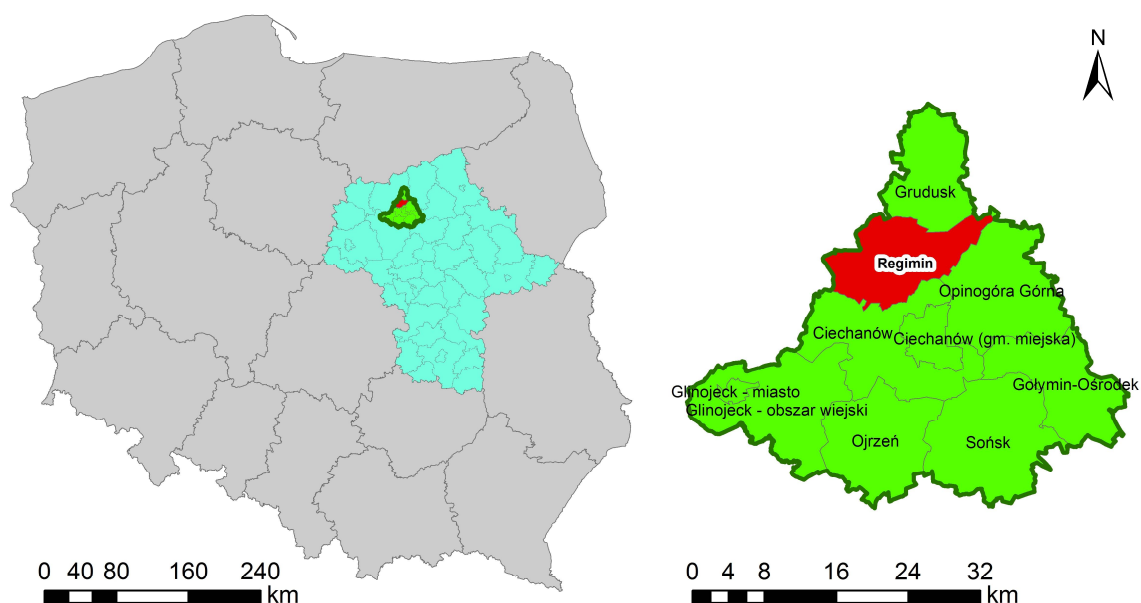 N
Grudusk
Regimin
Opinogóra Górna
Ciechanów
Ciechanów (gm. miejska)
Gołymin-Ośrodek
Glinojeck - miasto
Glinojeck - obszar wiejski
Ojrzeń
Sońsk
0 40 80 160 240
km
0 2 4 8 16 24 32
km